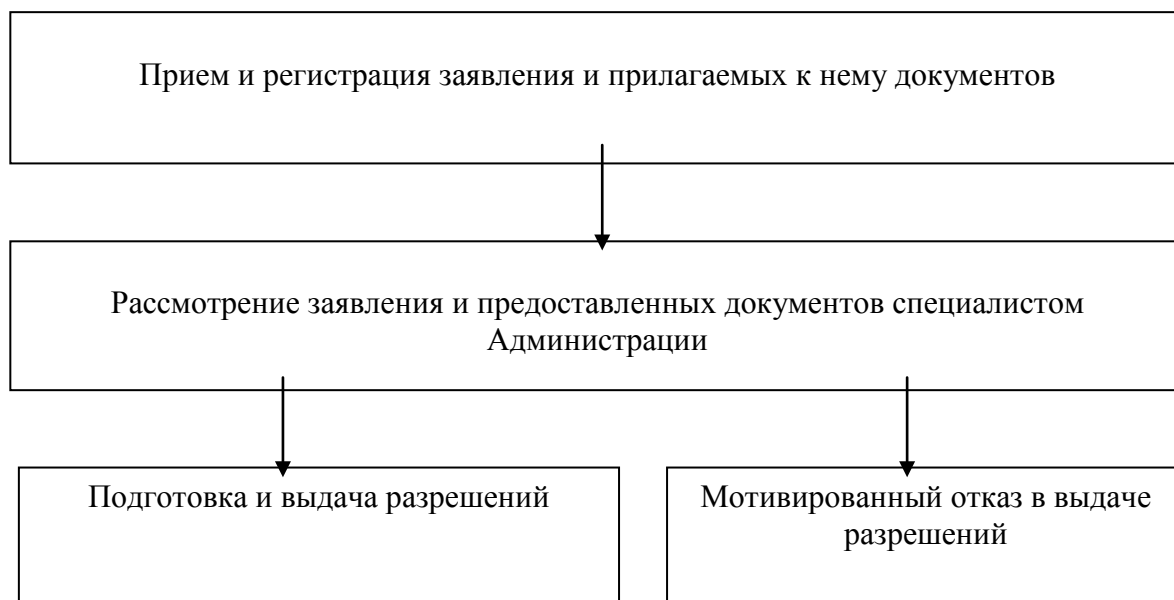 Прием и регистрация заявления и прилагаемых к нему документов
Рассмотрение заявления и предоставленных документов специалистом
Администрации
Подготовка и выдача разрешений
Мотивированный отказ в выдаче
разрешений